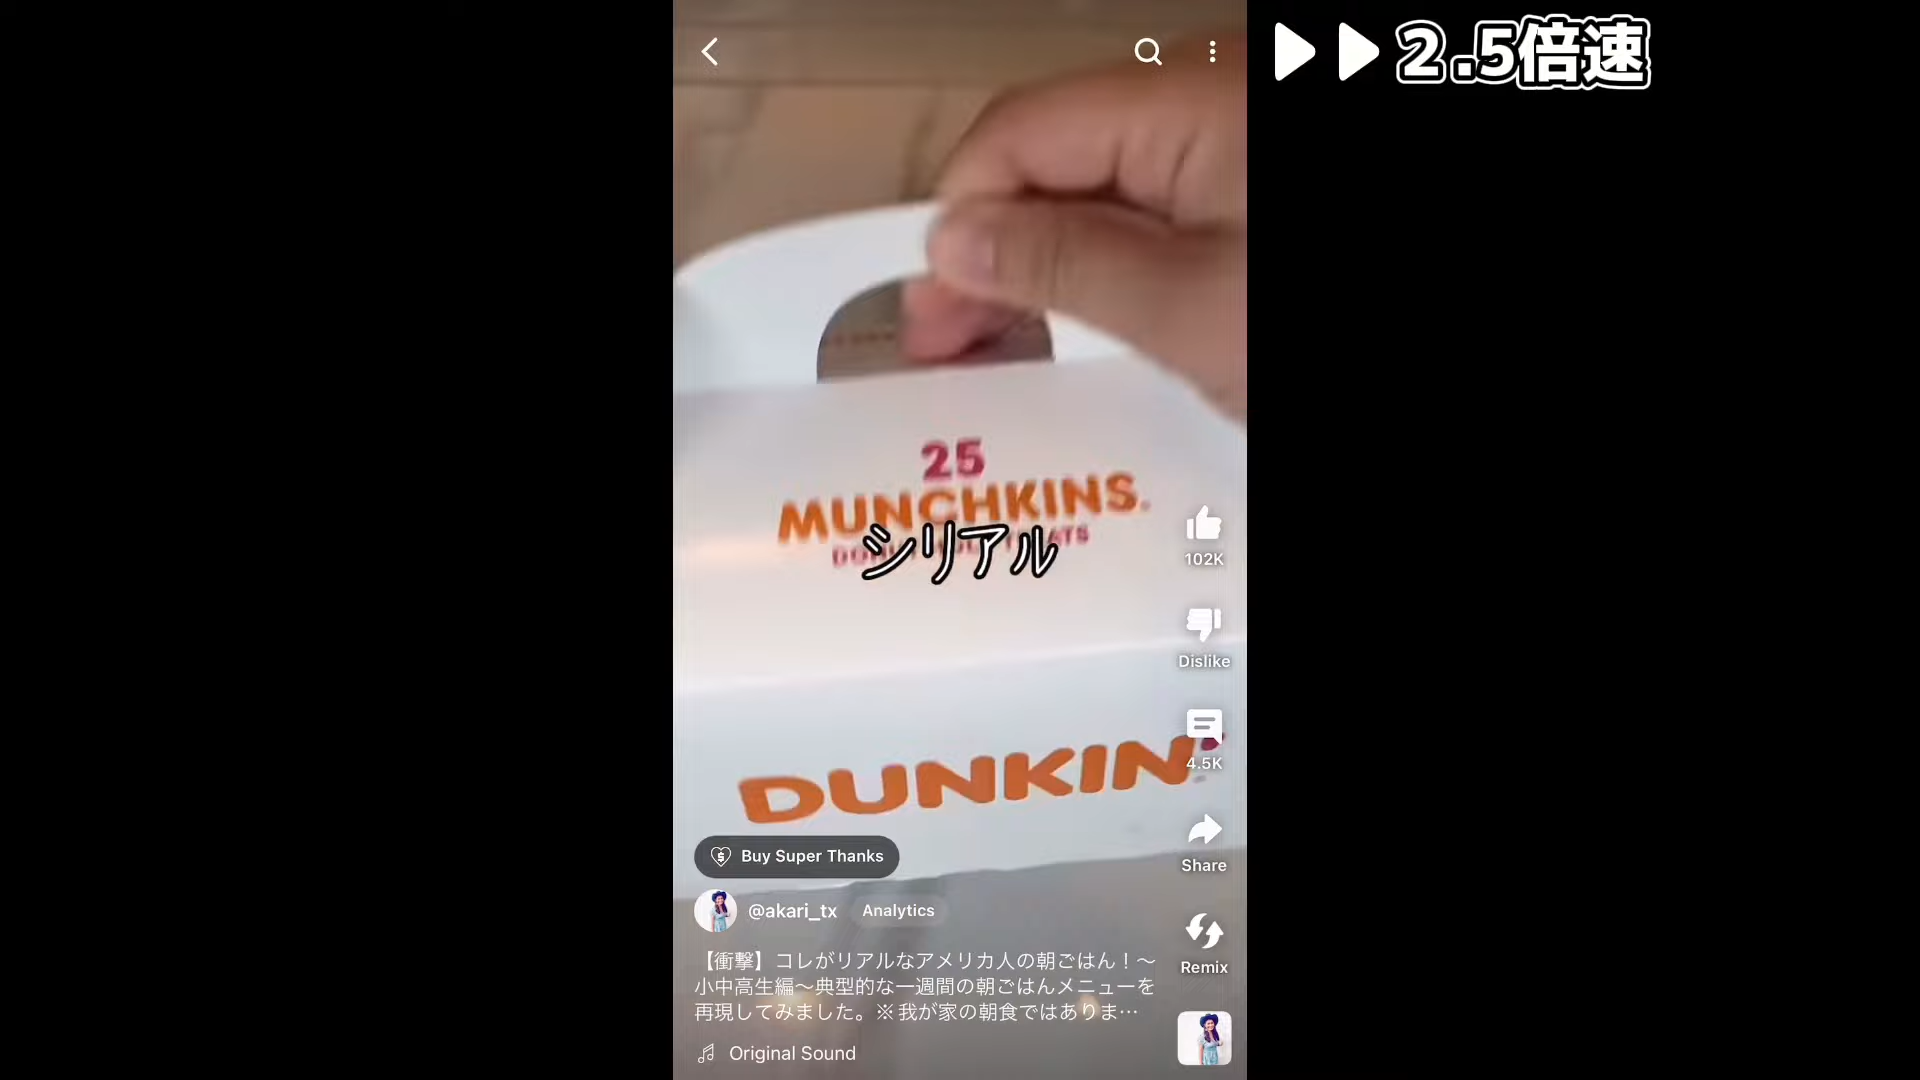 2.5倍速
25
MUNCHKINS.
シリアル
DUNKIN'
102K
Dislike
4.5K
Share
Remix
Buy Super Thanks
@akari_tx Analytics
【衝撃】コレがリアルなアメリカ人の朝ごはん！〜
小中高生編〜典型的な一週間の朝ごはんメニューを
再現してみました。※我が家の朝食ではありま…
Original Sound